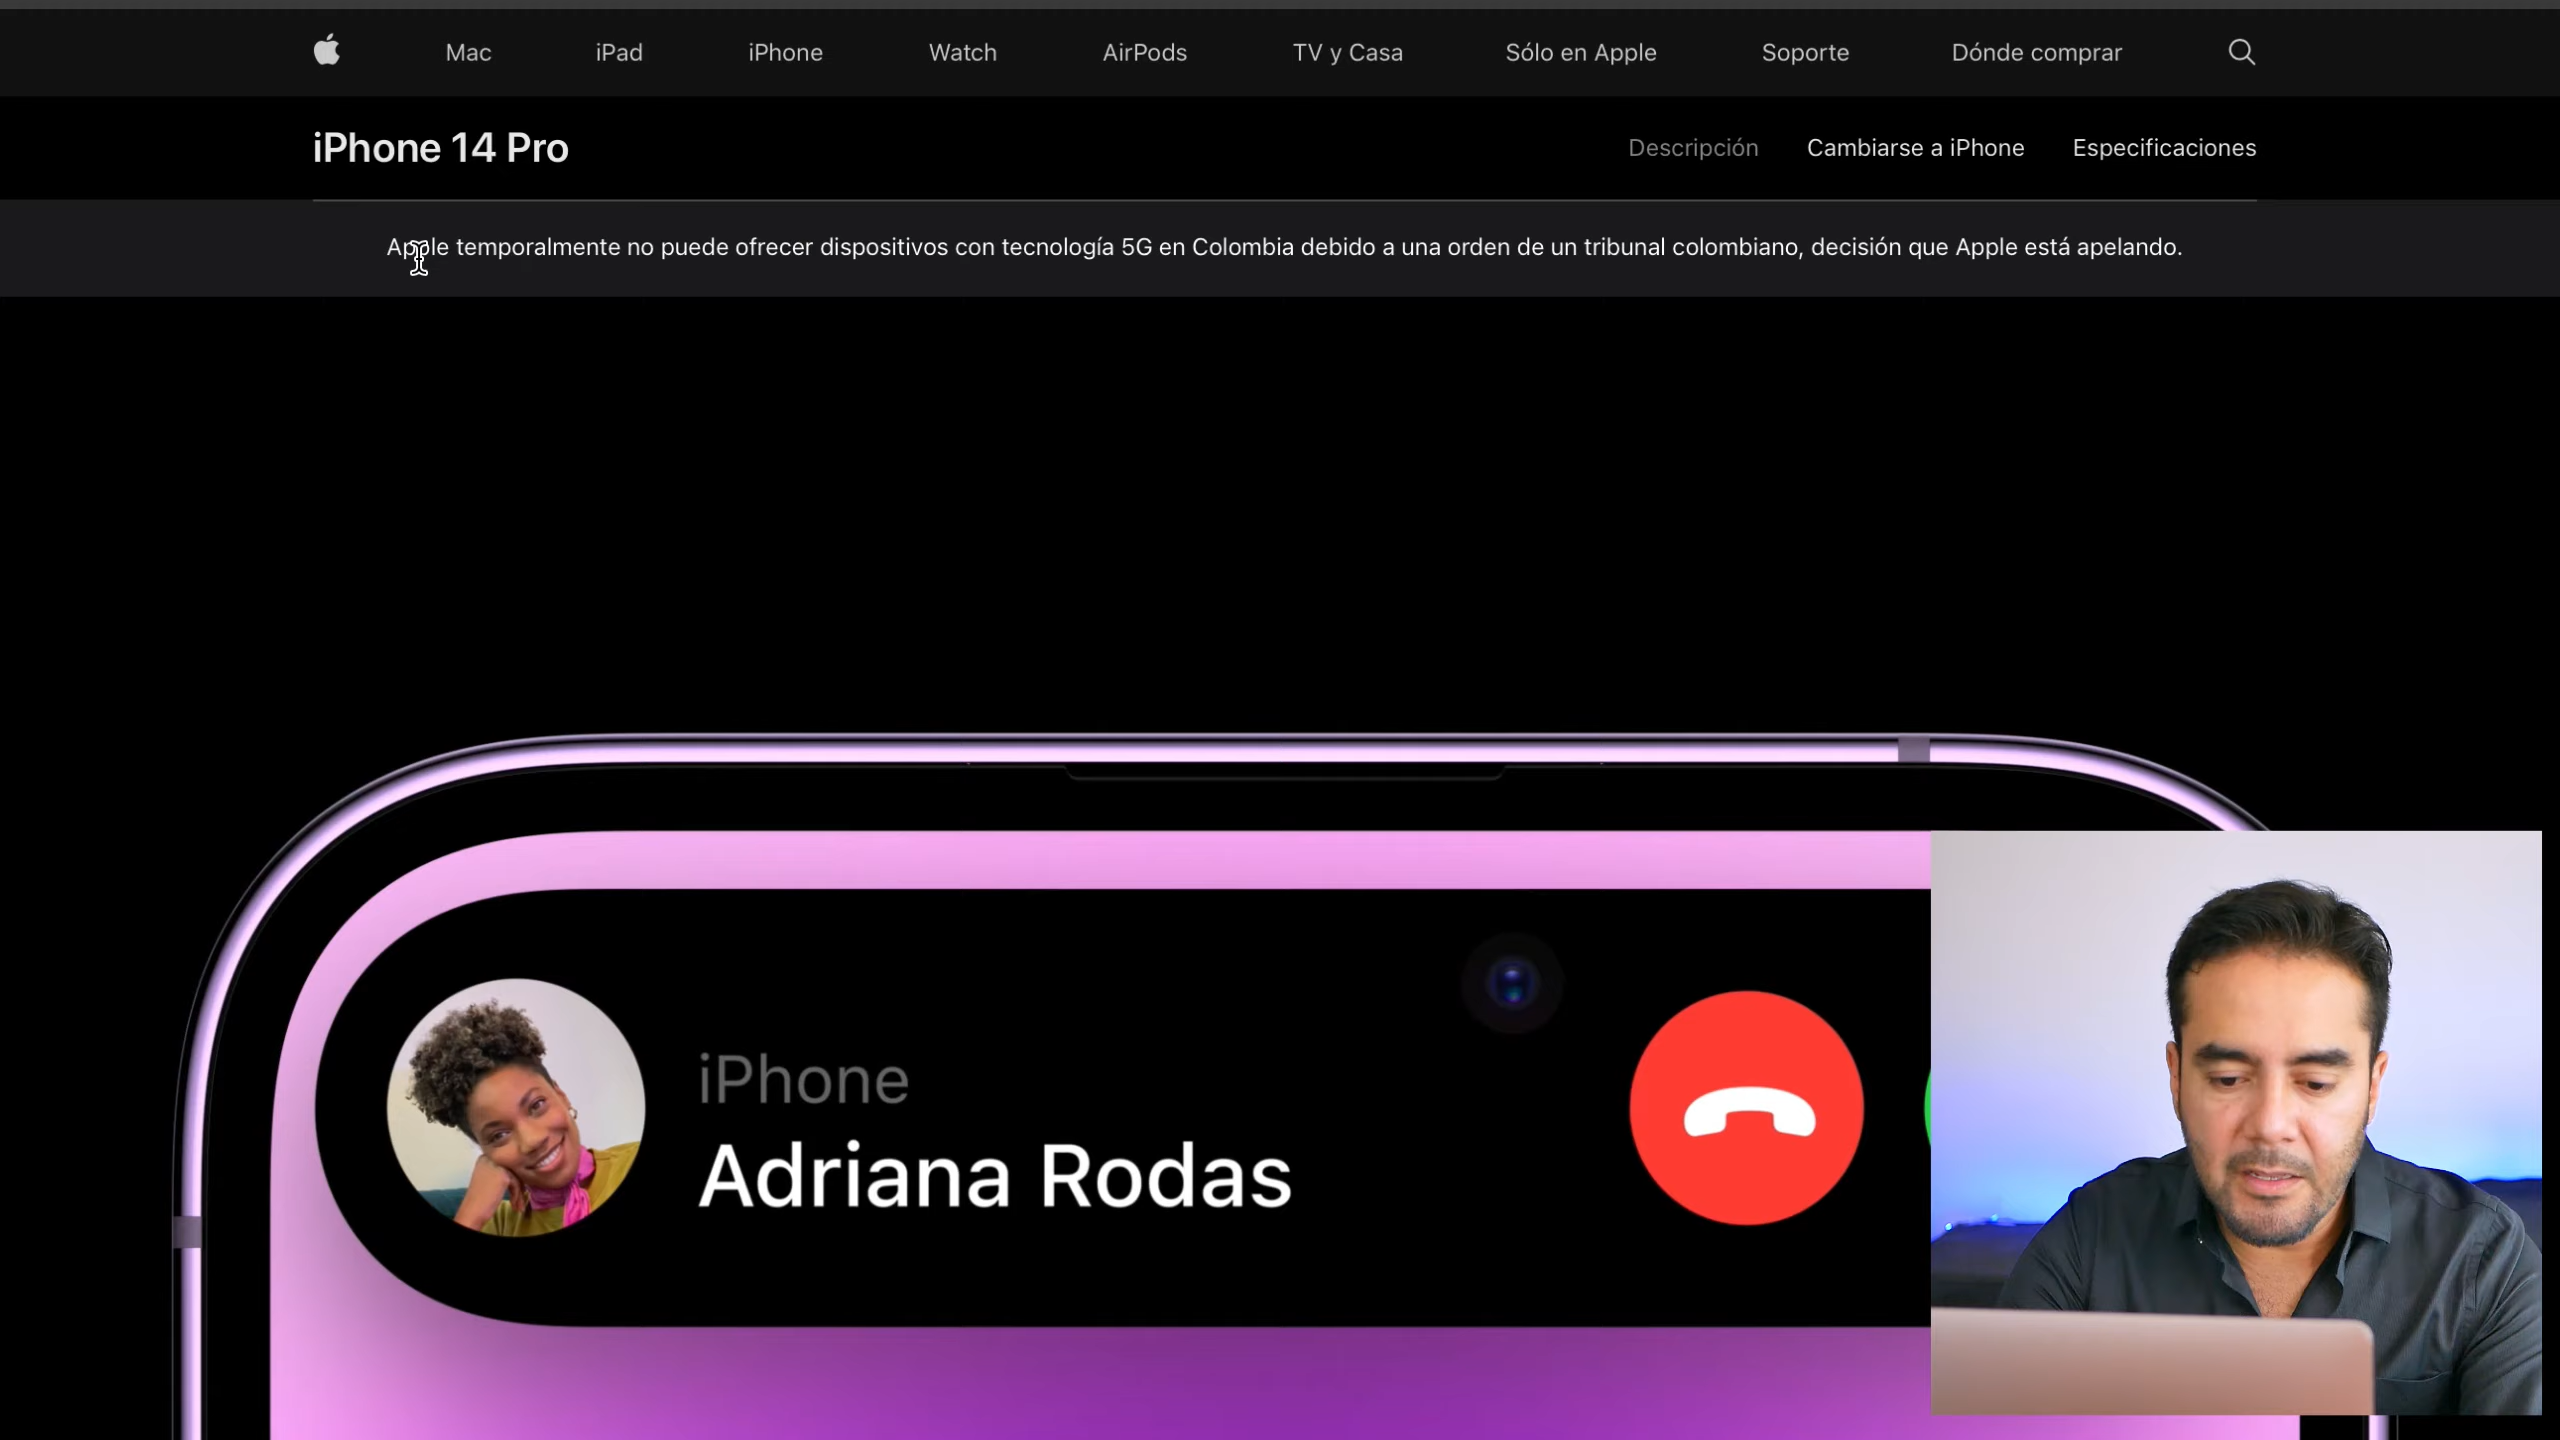 Mac iPad iPhone Watch AirPods TV y Casa Sólo en Apple Soporte Dónde comprar
iPhone 14 Pro
Descripción Cambiarse a iPhone Especificaciones
Apple temporalmente no puede ofrecer dispositivos con tecnología 5G en Colombia debido a una orden de un tribunal colombiano, decisión que Apple está apelando.
iPhone
Adriana Rodas